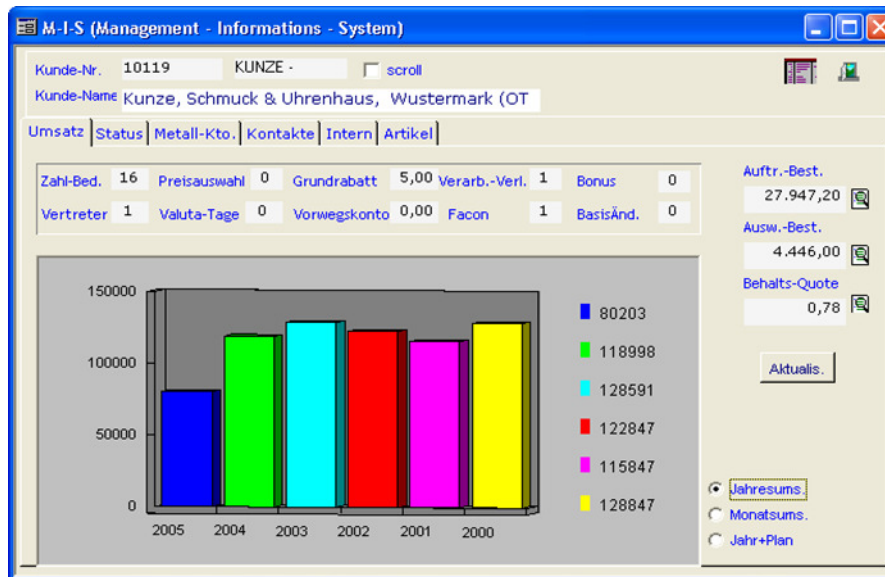 M-I-S (Management - Informations - System)
Kunde-Nr. 10119 KUNZE - scroll
Kunde-Name Kunze, Schmuck & Uhrenhaus, Wustermark (OT
Umsatz Status Metall-Kto. Kontakte Intern Artikel
Zahl-Bed. 16 Preisauswahl 0 Grundrabatt 5,00 Verarb.-Verl. 1 Bonus 0
Vertreter 1 Valuta-Tage 0 Vorwegskonto 0,00 Facon 1 BasisÄnd. 0
Auftr.-Best.
27.947,20
Ausw.-Best.
4.446,00
Behalts-Quote
0,78
Aktualis.
150000
100000
50000
0
2005 2004 2003 2002 2001 2000
80203
118998
128591
122847
115847
128847
Jahresums.
Monatsums.
Jahr+Plan